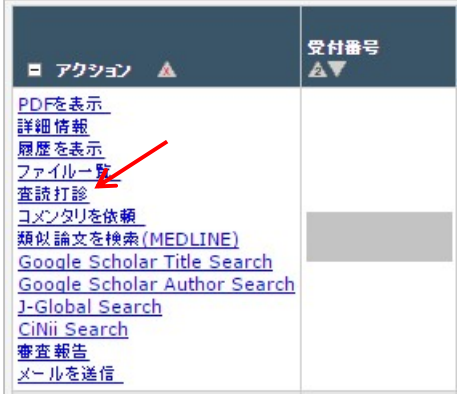 アクション
受付番号
2
PDFを表示
詳細情報
履歴を表示
ファイル一覧
査読打診
コメンタリを依頼
類似論文を検索(MEDLINE)
Google Scholar Title Search
Google Scholar Author Search
J-Global Search
CiNii Search
審査報告
メールを送信